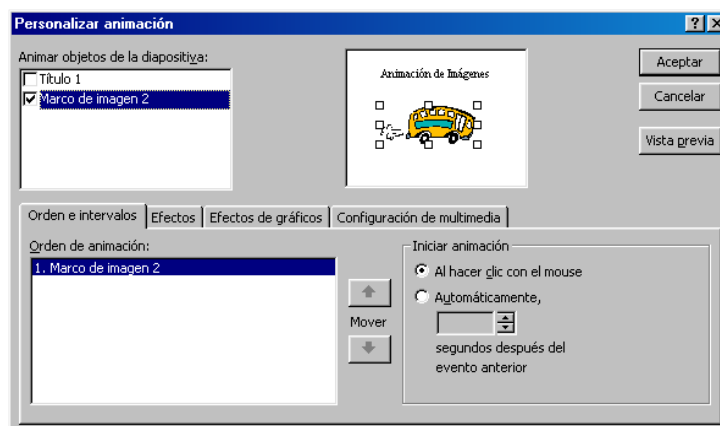 Personalizar animación
Animar objetos de la diapositiva:
Título 1
Marco de imagen 2
Animación de Imágenes
Aceptar
Cancelar
Vista previa
Orden e intervalos
Efectos
Efectos de gráficos
Configuración de multimedia
Orden de animación:
1. Marco de imagen 2
Mover
Iniciar animación
Al hacer clic con el mouse
Automáticamente,
segundos después del
evento anterior